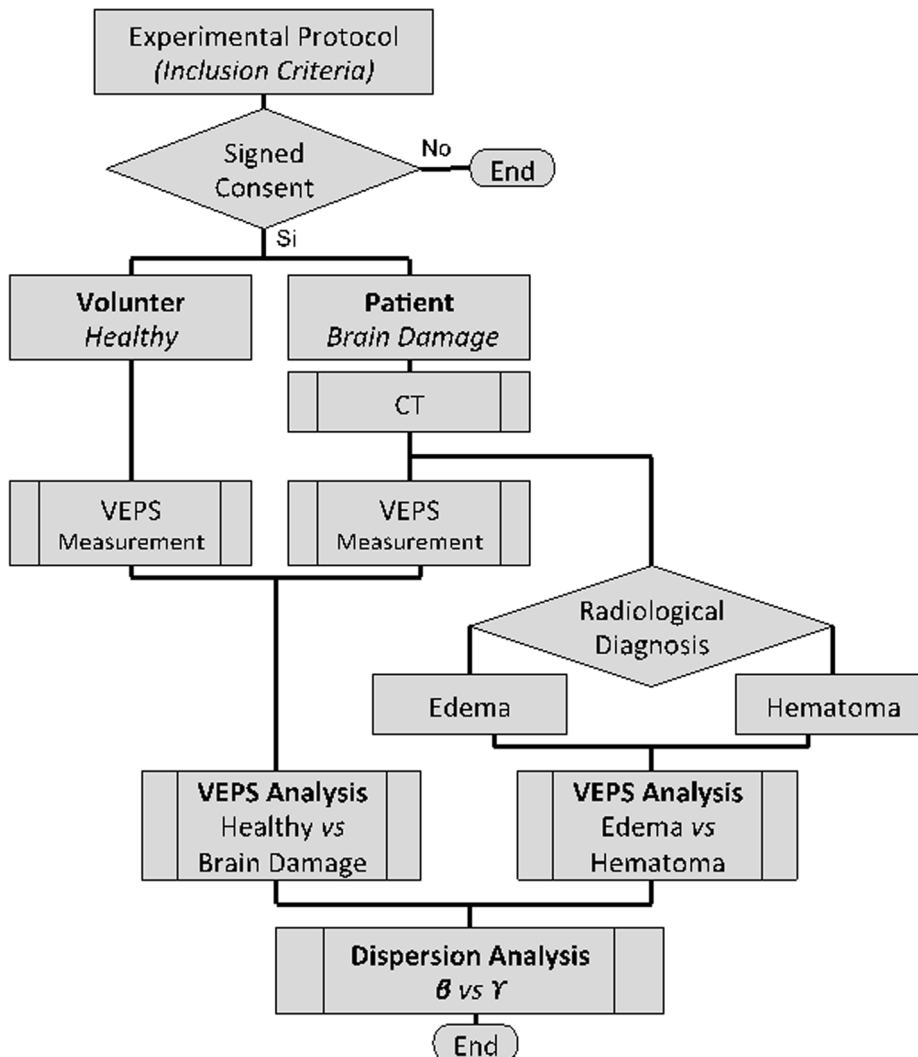 Experimental Protocol
(Inclusion Criteria)
Signed
Consent
No
End
Si
Volunter
Healthy
Patient
Brain Damage
CT
VEPS
Measurement
VEPS
Measurement
Radiological
Diagnosis
Edema
Hematoma
VEPS Analysis
Healthy vs
Brain Damage
VEPS Analysis
Edema vs
Hematoma
Dispersion Analysis
ϐ vs ϒ
End